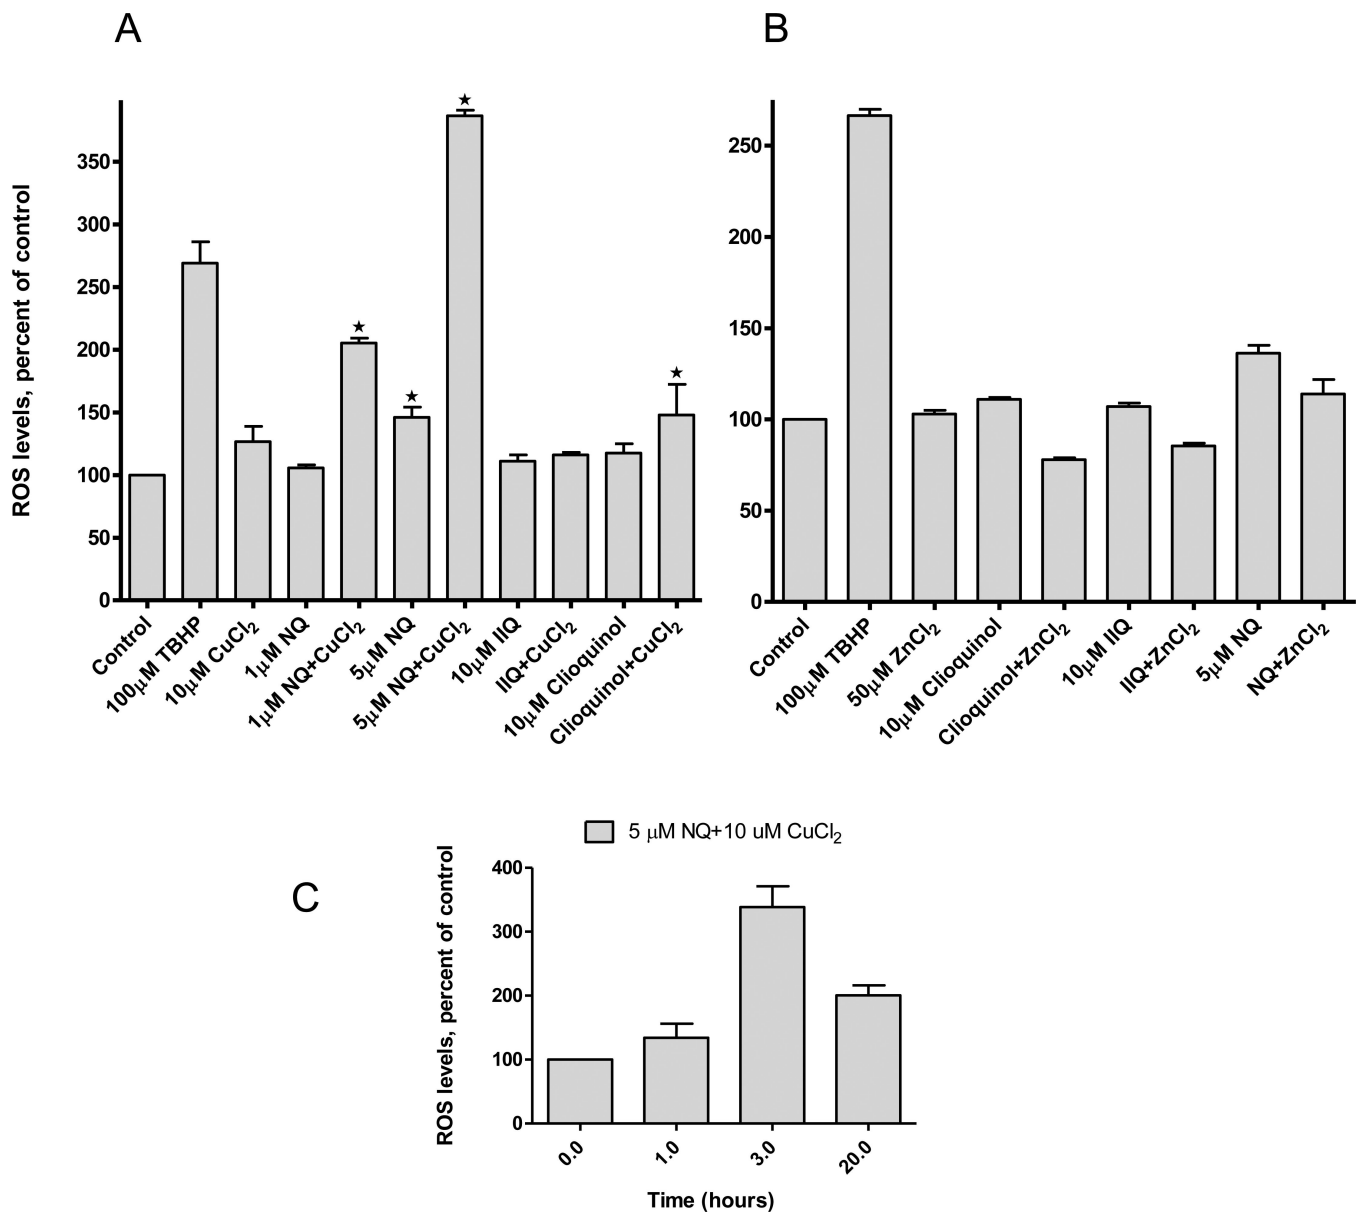 A
ROS levels, percent of control
350
300
250
200
150
100
50
0
★
★
★
★
Control
100μM TBHP
10μM CuCl₂
1μM NQ
1μM NQ+CuCl₂
5μM NQ
5μM NQ+CuCl₂
10μM IIQ
IIQ+CuCl₂
10μM Clioquinol
Clioquinol+CuCl₂
B
250
200
150
100
50
0
Control
100μM TBHP
50μM ZnCl₂
10μM Clioquinol
Clioquinol+ZnCl₂
10μM IIQ
IIQ+ZnCl₂
5μM NQ
NQ+ZnCl₂
C
5 μM NQ+10 uM CuCl₂
ROS levels, percent of control
400
300
200
100
0
0.0
1.0
3.0
20.0
Time (hours)